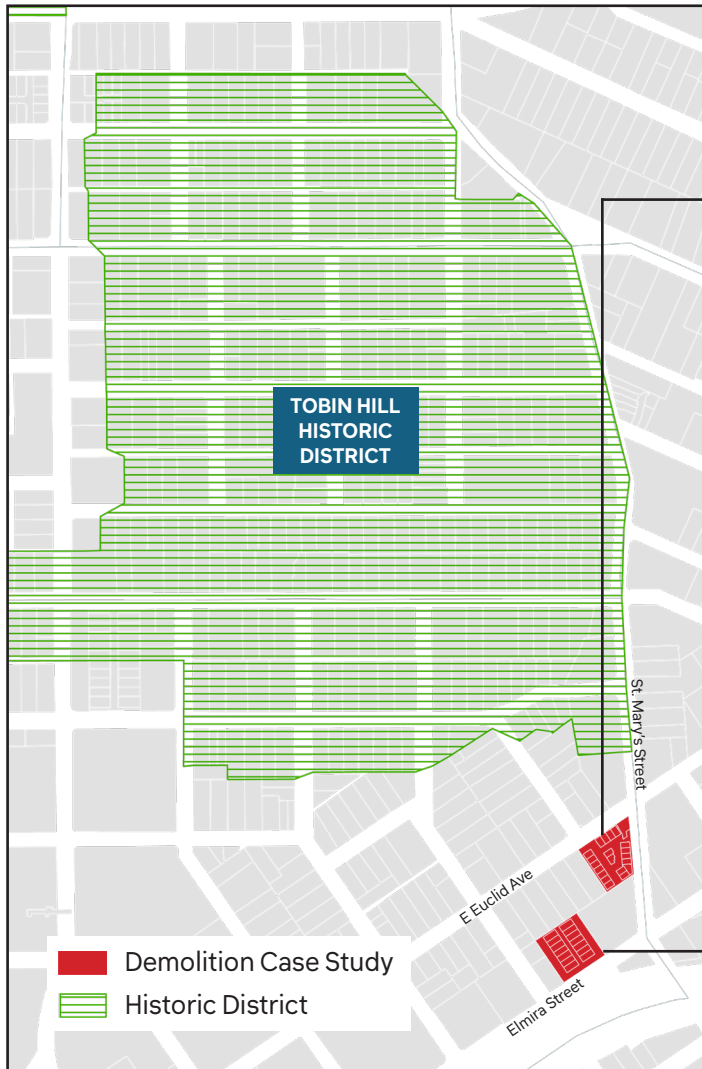 TOBIN HILL
HISTORIC
DISTRICT
St. Mary's Street
E Euclid Ave
Elmira Street
Demolition Case Study
Historic District